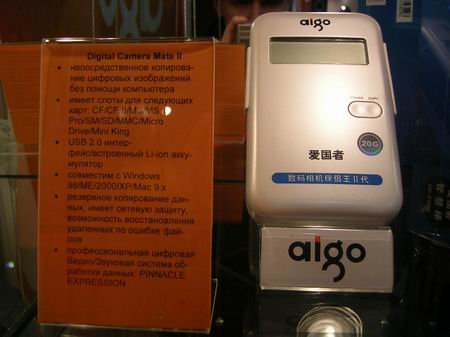 Digital Camera Mate II
• непосредственное копирова-
ние цифровых изображений
без помощи компьютера
• имеет слоты для следующих
карт. CF/CF II/MS/MS
Pro/SM/SD/MMC/Micro
Drive/Mini King
• USB 2.0 интер-
фейс/встроенный Li-ion акку-
мулятор
• совместим с Windows
98/ME/2000/XP/Mac 9.x
• резервное копирование дан-
ных, имеет сетевую защиту,
возможность восстановления
удаленных по ошибке фай-
лов
• профессиональная цифровая
Видео/Звуковая система об-
работки данных: PINNACLE
EXPRESSION
aigo
POWER COPY
20G
爱国者
数码相机伴侣王II代
aigo